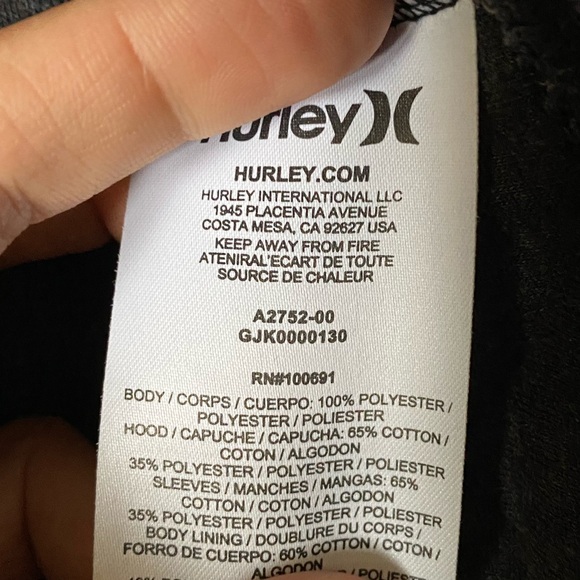 Hurley
HURLEY.COM
HURLEY INTERNATIONAL LLC
1945 PLACENTIA AVENUE
COSTA MESA, CA 92627 USA
KEEP AWAY FROM FIRE
ATENIRAL'ECART DE TOUTE
SOURCE DE CHALEUR
A2752-00
GJK0000130
RN#100691
BODY / CORPS / CUERPO: 100% POLYESTER /
POLYESTER / POLIESTER
HOOD / CAPUCHE / CAPUCHA: 65% COTTON /
COTON / ALGODON
35% POLYESTER / POLYESTER / POLIESTER
SLEEVES / MANCHES / MANGAS: 65%
COTTON / COTON / ALGODON
35% POLYESTER / POLYESTER / POLIESTER
BODY LINING / DOUBLURE DU CORPS /
FORRO DE CUERPO: 60% COTTON / COTON /
ALGODON